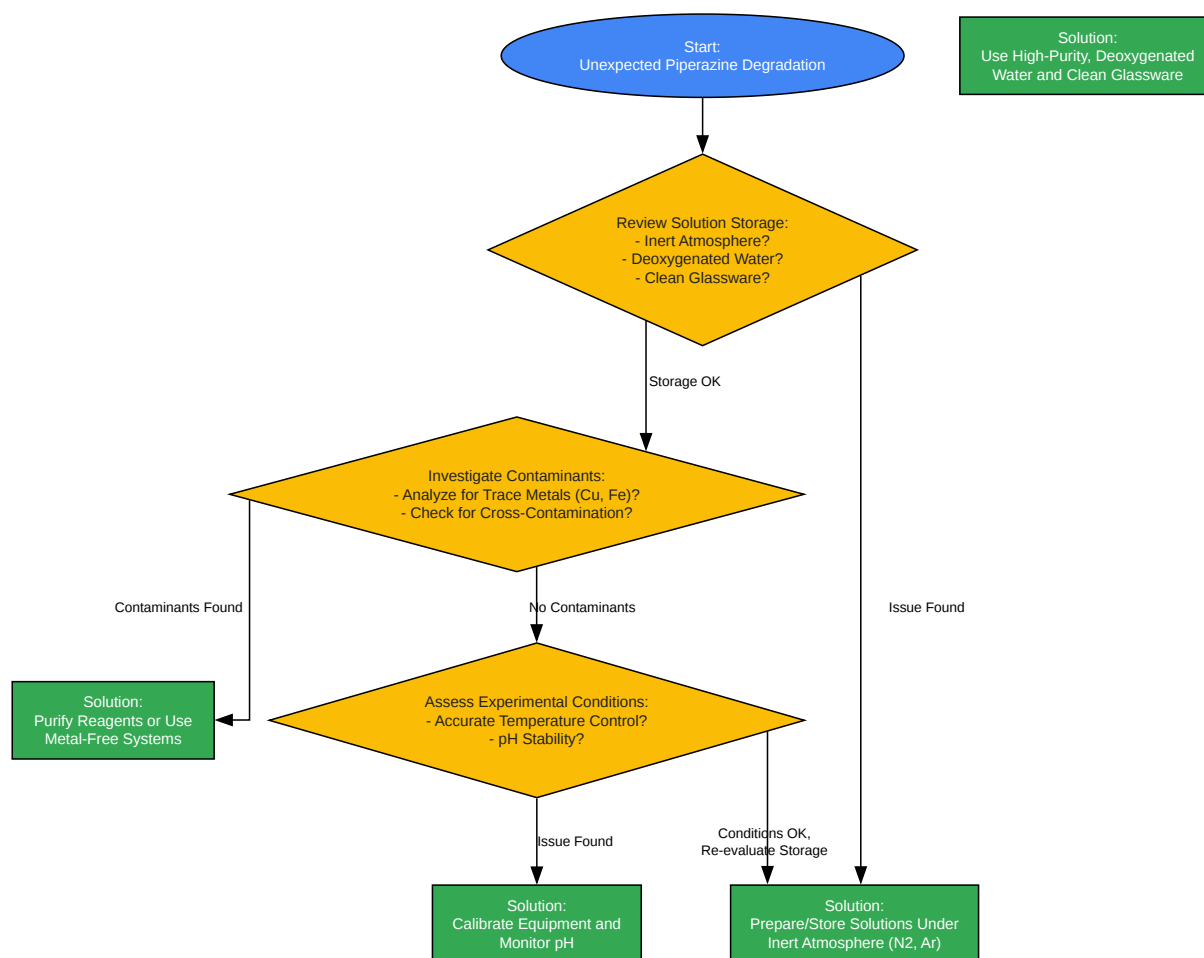 Start:
Unexpected Piperazine Degradation
Solution:
Use High-Purity, Deoxygenated
Water and Clean Glassware
Review Solution Storage:
- Inert Atmosphere?
- Deoxygenated Water?
- Clean Glassware?
Storage OK
Investigate Contaminants:
- Analyze for Trace Metals (Cu, Fe)?
- Check for Cross-Contamination?
Contaminants Found
No Contaminants
Issue Found
Solution:
Purify Reagents or Use
Metal-Free Systems
Assess Experimental Conditions:
- Accurate Temperature Control?
- pH Stability?
Issue Found
Conditions OK,
Re-evaluate Storage
Solution:
Calibrate Equipment and
Monitor pH
Solution:
Prepare/Store Solutions Under
Inert Atmosphere (N2, Ar)